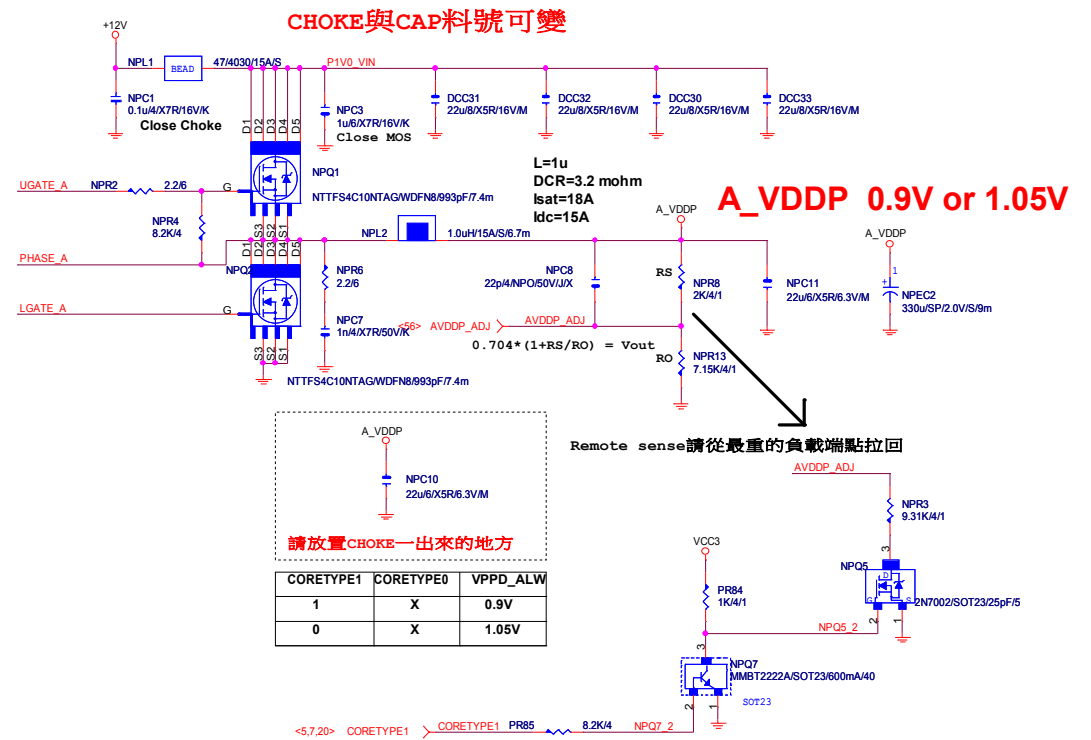 CHOKE與CAP料號可變
+12V
NPL1
BEAD
47/4030/15A/S
P1V0_VIN
NPC1
0.1u/4/X7R/16V/K
Close Choke
NPC3
1u/6/X7R/16V/K
Close MOS
DCC31
22u/8/X5R/16V/M
DCC32
22u/8/X5R/16V/M
DCC30
22u/8/X5R/16V/M
DCC33
22u/8/X5R/16V/M
D1
D2
D3
D4
D5
UGATE_A
NPR2
2.2/6
G
NPQ1
NTTFS4C10NTAG/WDFN8/993pF/7.4m
L=1u
DCR=3.2 mohm
Isat=18A
Idc=15A
A_VDDP 0.9V or 1.05V
NPR4
8.2K/4
S3
S2
S1
NPL2
1.0uH/15A/S/6.7m
A_VDDP
A_VDDP
PHASE_A
D1
D2
D3
D4
D5
NPQ2
NPR6
2.2/6
NPC8
22p/4/NPO/50V/J/X
RS
NPR8
2K/4/1
NPC11
22u/6/X5R/6.3V/M
1
+
NPEC2
330u/SP/2.0V/S/9m
LGATE_A
G
NPC7
1n/4/X7R/50V/K
<56> AVDDP_ADJ
AVDDP_ADJ
0.704*(1+RS/RO) = Vout
RO
NPR13
7.15K/4/1
S3
S2
S1
NTTFS4C10NTAG/WDFN8/993pF/7.4m
A_VDDP
NPC10
22u/6/X5R/6.3V/M
請放置CHOKE一出來的地方
Remote sense請從最重的負載端點拉回
AVDDP_ADJ
NPR3
9.31K/4/1
CORETYPE1 CORETYPE0 VPPD_ALW
1 X 0.9V
0 X 1.05V
VCC3
PR84
1K/4/1
3
NPQ5
D
G
S
2N7002/SOT23/25pF/5
2
1
NPQ5_2
3
NPQ7
MMBT2222A/SOT23/600mA/40
SOT23
2
1
<5,7,20> CORETYPE1
CORETYPE1
PR85
8.2K/4
NPQ7_2